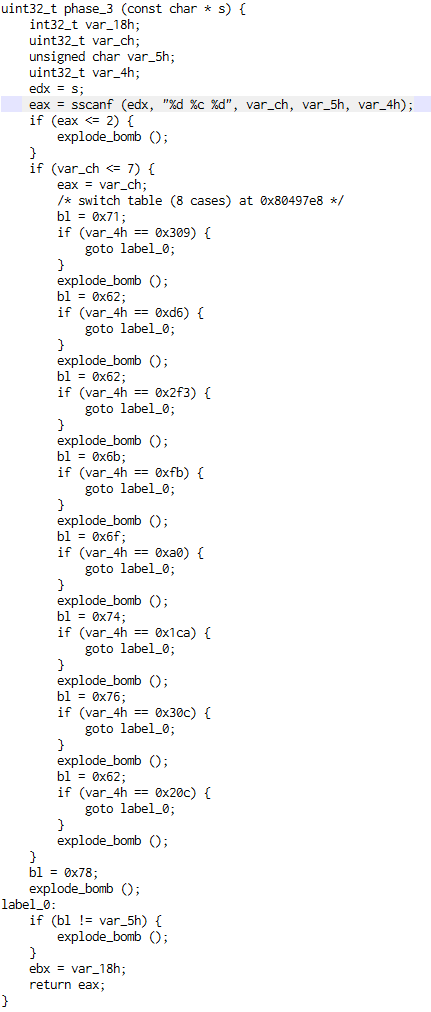 uint32_t phase_3 (const char * s) {
    int32_t var_18h;
    uint32_t var_ch;
    unsigned char var_5h;
    uint32_t var_4h;
    edx = s;
    eax = sscanf (edx, "%d %c %d", var_ch, var_5h, var_4h);
    if (eax <= 2) {
        explode_bomb ();
    }
    if (var_ch <= 7) {
        eax = var_ch;
        /* switch table (8 cases) at 0x80497e8 */
        bl = 0x71;
        if (var_4h == 0x309) {
            goto label_0;
        }
        explode_bomb ();
        bl = 0x62;
        if (var_4h == 0xd6) {
            goto label_0;
        }
        explode_bomb ();
        bl = 0x62;
        if (var_4h == 0x2f3) {
            goto label_0;
        }
        explode_bomb ();
        bl = 0x6b;
        if (var_4h == 0xfb) {
            goto label_0;
        }
        explode_bomb ();
        bl = 0x6f;
        if (var_4h == 0xa0) {
            goto label_0;
        }
        explode_bomb ();
        bl = 0x74;
        if (var_4h == 0x1ca) {
            goto label_0;
        }
        explode_bomb ();
        bl = 0x76;
        if (var_4h == 0x30c) {
            goto label_0;
        }
        explode_bomb ();
        bl = 0x62;
        if (var_4h == 0x20c) {
            goto label_0;
        }
        explode_bomb ();
    }
    bl = 0x78;
    explode_bomb ();
label_0:
    if (bl != var_5h) {
        explode_bomb ();
    }
    ebx = var_18h;
    return eax;
}